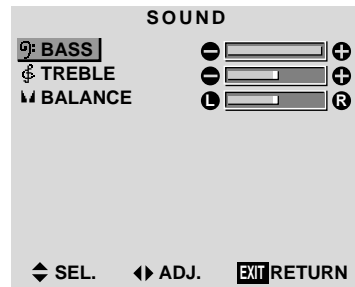 SOUND
BASS
TREBLE
BALANCE L R
SEL. ADJ. EXIT RETURN